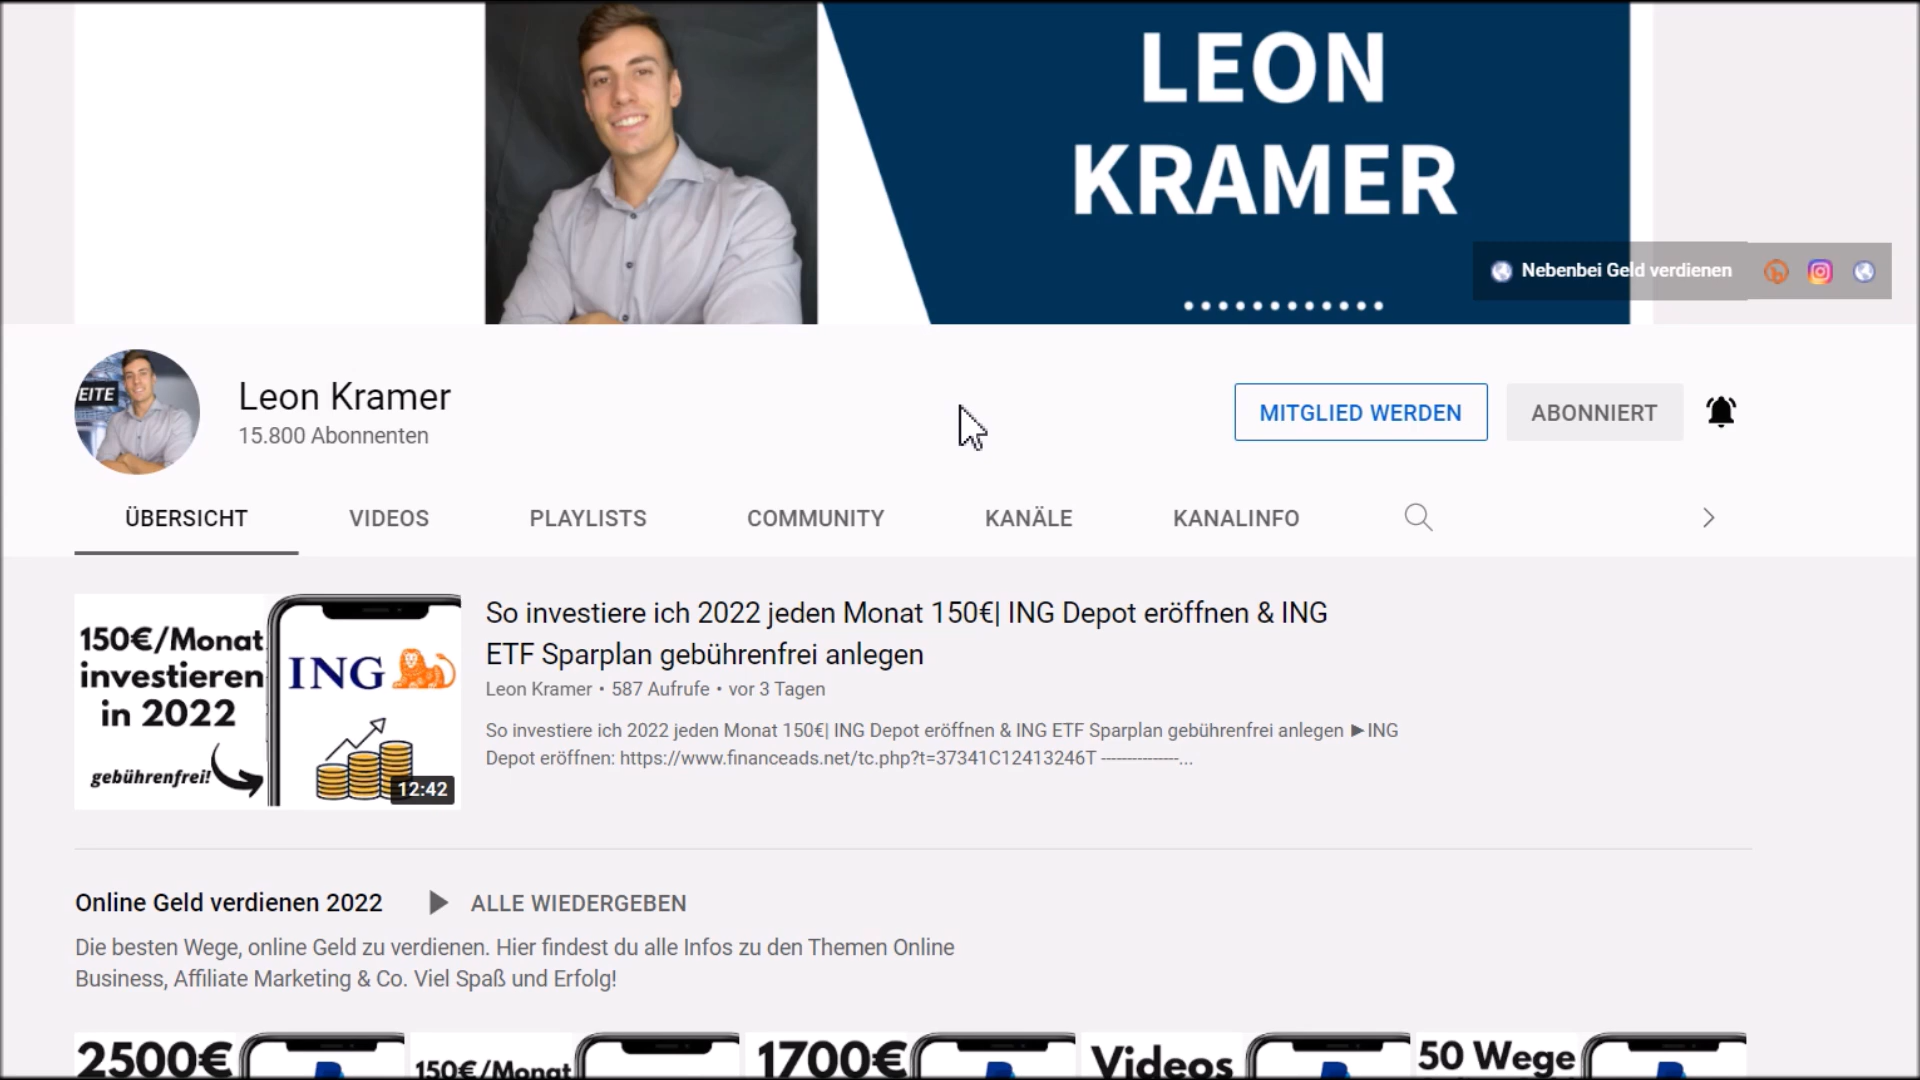 LEON
KRAMER
Nebenbei Geld verdienen
EITE
Leon Kramer
15.800 Abonnenten
MITGLIED WERDEN
ABONNIERT
ÜBERSICHT
VIDEOS
PLAYLISTS
COMMUNITY
KANÄLE
KANALINFO
150€/Monat
investieren
in 2022
gebührenfrei!
ING
12:42
So investiere ich 2022 jeden Monat 150€| ING Depot eröffnen & ING
ETF Sparplan gebührenfrei anlegen
Leon Kramer • 587 Aufrufe • vor 3 Tagen
So investiere ich 2022 jeden Monat 150€| ING Depot eröffnen & ING ETF Sparplan gebührenfrei anlegen ►ING
Depot eröffnen: https://www.financeads.net/tc.php?t=37341C12413246T ---------------...
Online Geld verdienen 2022
ALLE WIEDERGEBEN
Die besten Wege, online Geld zu verdienen. Hier findest du alle Infos zu den Themen Online
Business, Affiliate Marketing & Co. Viel Spaß und Erfolg!
2500€
150€/Monat
1700€
Videos
50 Wege